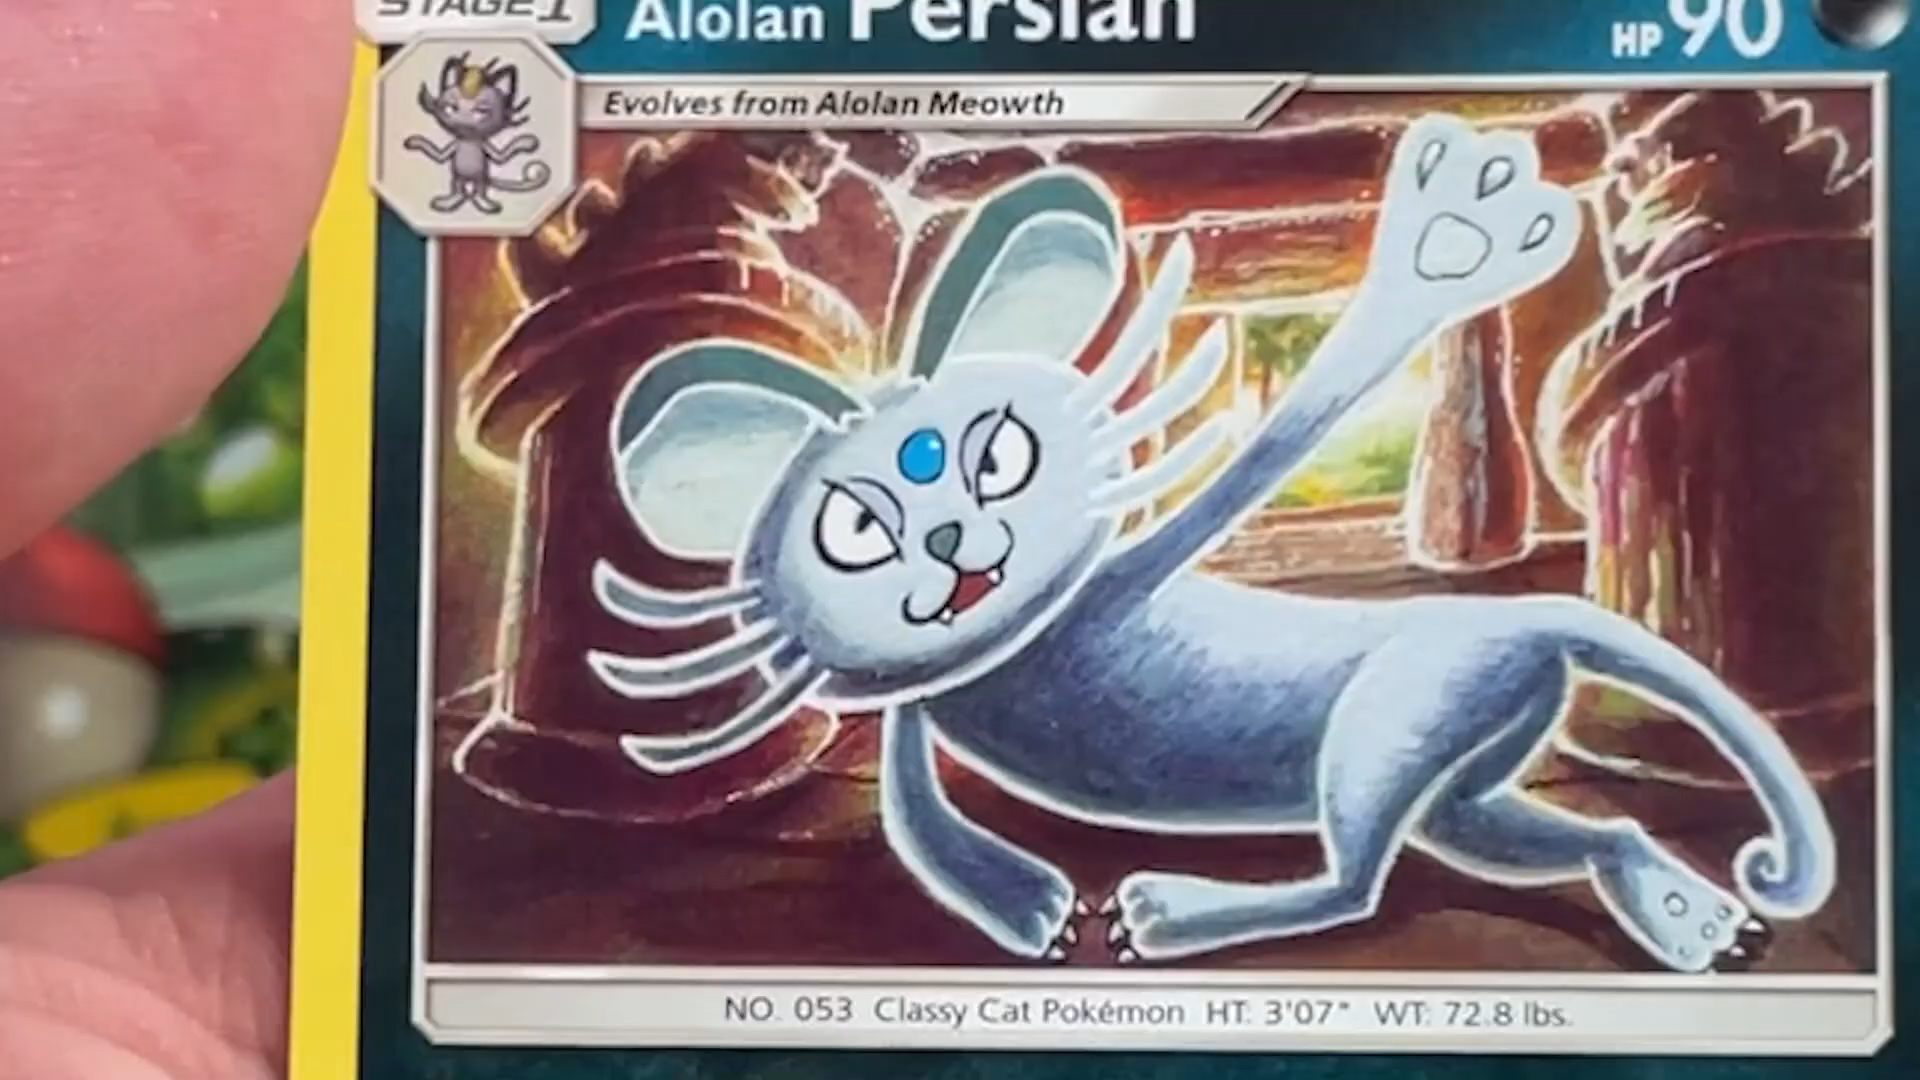 STAGE1
Alolan Persian HP 90
Evolves from Alolan Meowth
NO. 053 Classy Cat Pokémon HT: 3'07" WT: 72.8 lbs.